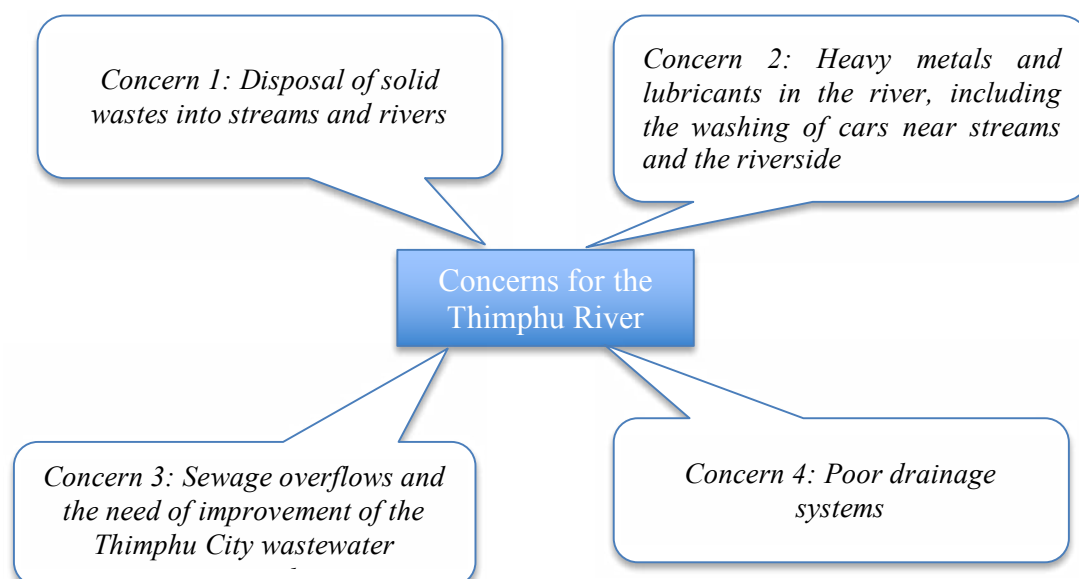 Concern 1: Disposal of solid
wastes into streams and rivers
Concern 2: Heavy metals and
lubricants in the river, including
the washing of cars near streams
and the riverside
Concerns for the
Thimphu River
Concern 3: Sewage overflows and
the need of improvement of the
Thimphu City wastewater
Concern 4: Poor drainage
systems